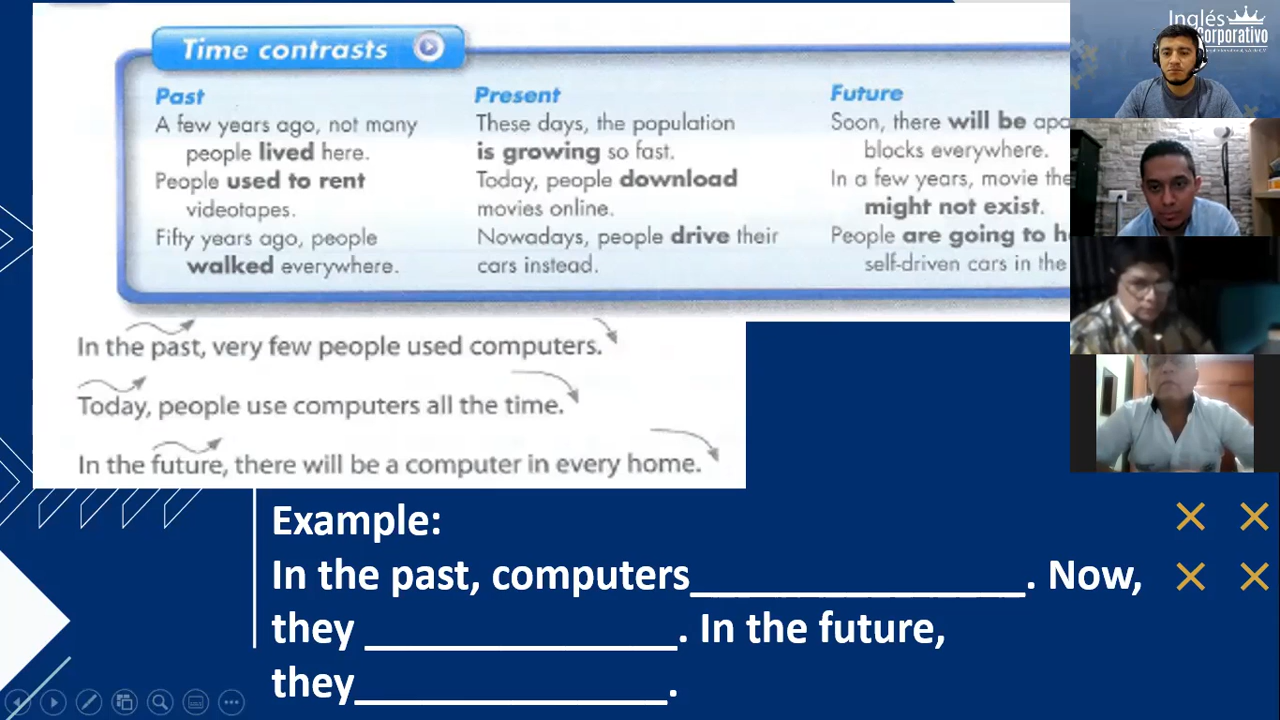 Time contrasts
Past
A few years ago, not many
people lived here.
People used to rent
videotapes.
Fifty years ago, people
walked everywhere.
Present
These days, the population
is growing so fast.
Today, people download
movies online.
Nowadays, people drive their
cars instead.
Future
Soon, there will be
blocks everywhere.
In a few years, movie
might not exist.
People are going to
self-driven cars in the
In the past, very few people used computers.
Today, people use computers all the time.
In the future, there will be a computer in every home.
Example:
In the past, computers_______________. Now,
they ______________. In the future,
they______________.
Inglés
Corporativo